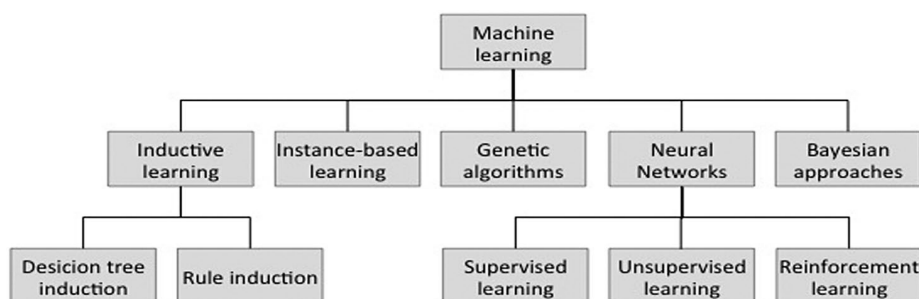 Machine
learning
Inductive
learning
Instance-based
learning
Genetic
algorithms
Neural
Networks
Bayesian
approaches
Desicion tree
induction
Rule induction
Supervised
learning
Unsupervised
learning
Reinforcement
learning